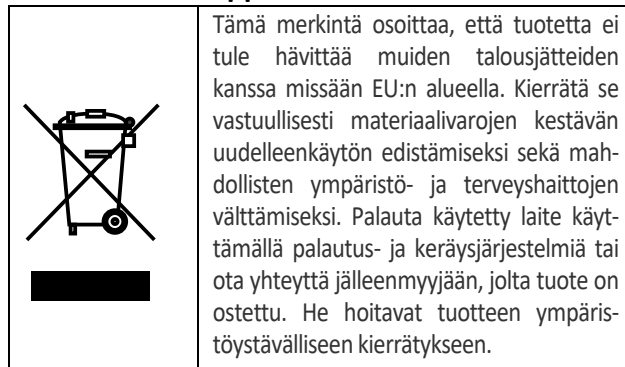 Tämä merkintä osoittaa, että tuotetta ei
tule hävittää muiden talousjätteiden
kanssa missään EU:n alueella. Kierrätä se
vastuullisesti materiaalivarojen kestävän
uudelleenkäytön edistämiseksi sekä mah-
dollisten ympäristö- ja terveyshaittojen
välttämiseksi. Palauta käytetty laite käyt-
tämällä palautus- ja keräysjärjestelmiä tai
ota yhteyttä jälleenmyyjään, jolta tuote on
ostettu. He hoitavat tuotteen ympäris-
töystävälliseen kierrätykseen.